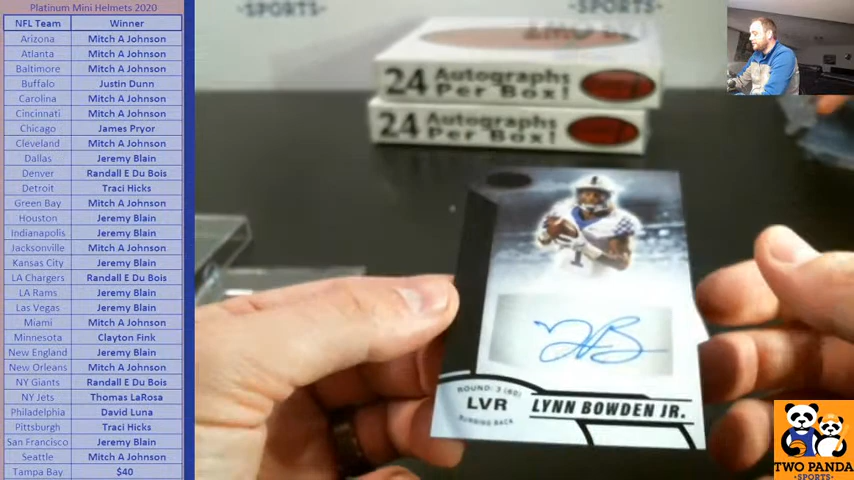 Platinum Mini Helmets 2020
NFL Team Winner
Arizona Mitch A Johnson
Atlanta Mitch A Johnson
Baltimore Mitch A Johnson
Buffalo Justin Dunn
Carolina Mitch A Johnson
Cincinnati Mitch A Johnson
Chicago James Pryor
Cleveland Mitch A Johnson
Dallas Jeremy Blain
Denver Randall E Du Bois
Detroit Traci Hicks
Green Bay Mitch A Johnson
Houston Jeremy Blain
Indianapolis Jeremy Blain
Jacksonville Mitch A Johnson
Kansas City Jeremy Blain
LA Chargers Randall E Du Bois
LA Rams Jeremy Blain
Las Vegas Jeremy Blain
Miami Mitch A Johnson
Minnesota Clayton Fink
New England Jeremy Blain
New Orleans Mitch A Johnson
NY Giants Randall E Du Bois
NY Jets Thomas LaRosa
Philadelphia David Luna
Pittsburgh Traci Hicks
San Francisco Jeremy Blain
Seattle Mitch A Johnson
Tampa Bay $40
-SPORTS-
24 Autographs
Per Box!
24 Autographs
Per Box!
1
ROUND: 3 (80)
LVR
RUNNING BACK
LYNN BOWDEN JR.
TWO PANDA
-SPORTS-